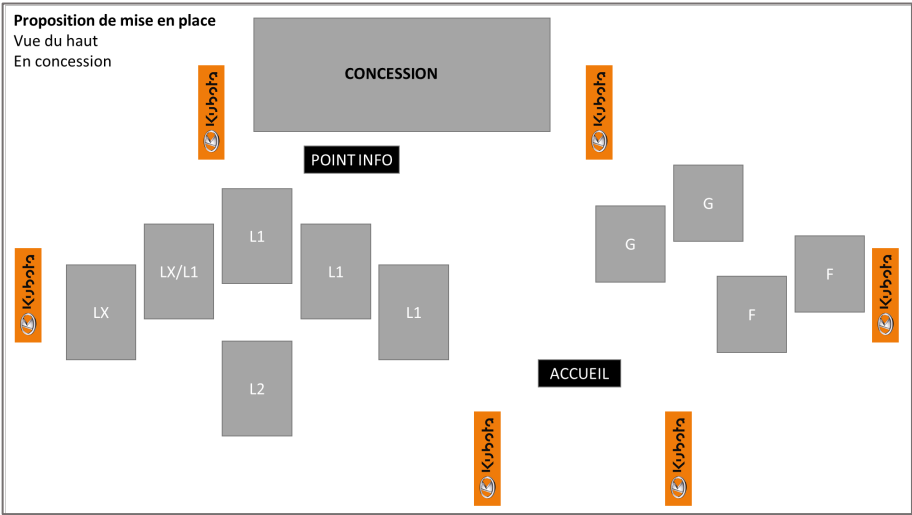 Proposition de mise en place
Vue du haut
En concession
CONCESSION
Kubota
Kubota
POINT INFO
G
L1
G
LX/L1
L1
F
Kubota
Kubota
LX
L1
F
L2
ACCUEIL
Kubota
Kubota